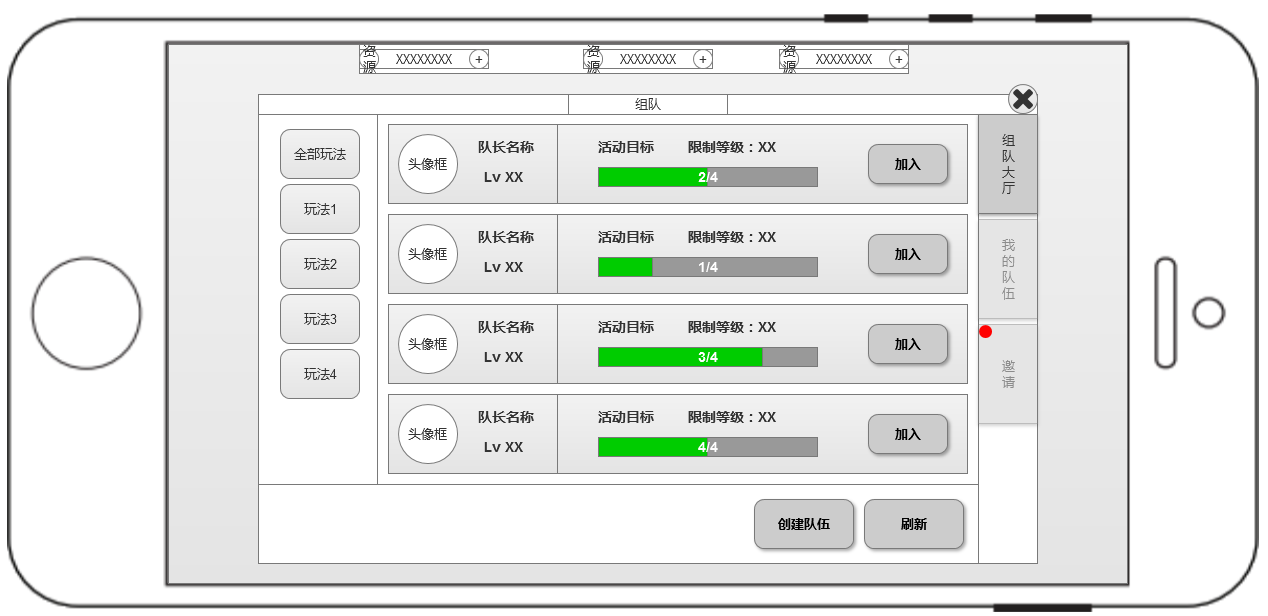 资源 XXXXXXXX + 资源 XXXXXXXX + 资源 XXXXXXXX +
组队
全部玩法
玩法1
玩法2
玩法3
玩法4
头像框 队长名称 活动目标 限制等级：XX 加入
Lv XX 2/4
头像框 队长名称 活动目标 限制等级：XX 加入
Lv XX 1/4
头像框 队长名称 活动目标 限制等级：XX 加入
Lv XX 3/4
头像框 队长名称 活动目标 限制等级：XX 加入
Lv XX 4/4
组队大厅
我的队伍
邀请
创建队伍 刷新